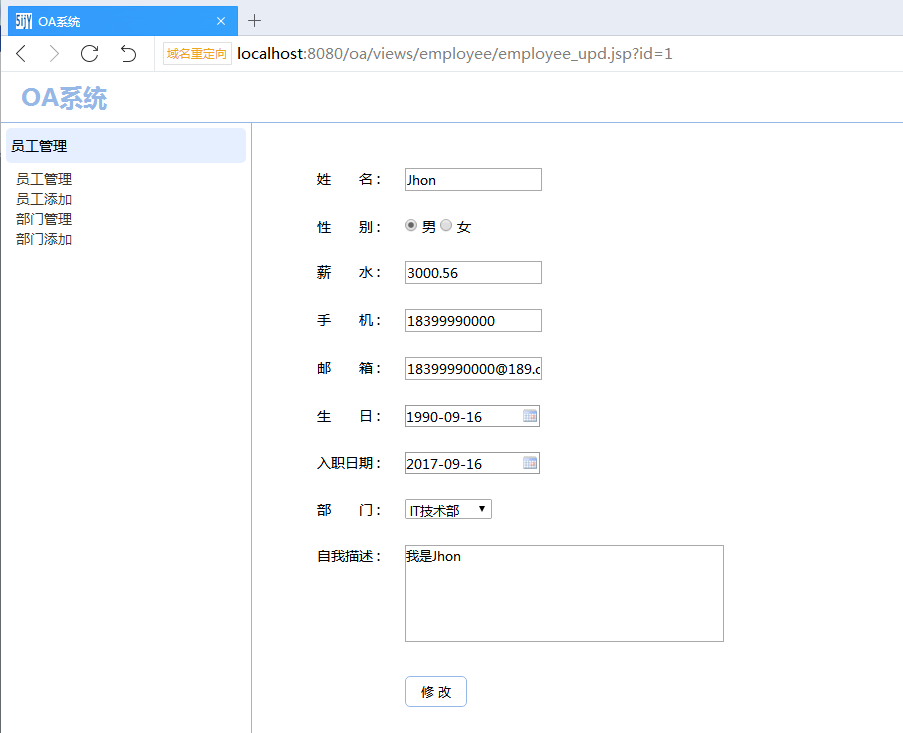 5ijY OA系统
域名重定向 localhost:8080/oa/views/employee/employee_upd.jsp?id=1
OA系统
员工管理
员工管理
员工添加
部门管理
部门添加
姓 名： Jhon
性 别： 男 女
薪 水： 3000.56
手 机： 18399990000
邮 箱： 18399990000@189.c
生 日： 1990-09-16
入职日期： 2017-09-16
部 门： IT技术部
自我描述： 我是Jhon
修 改